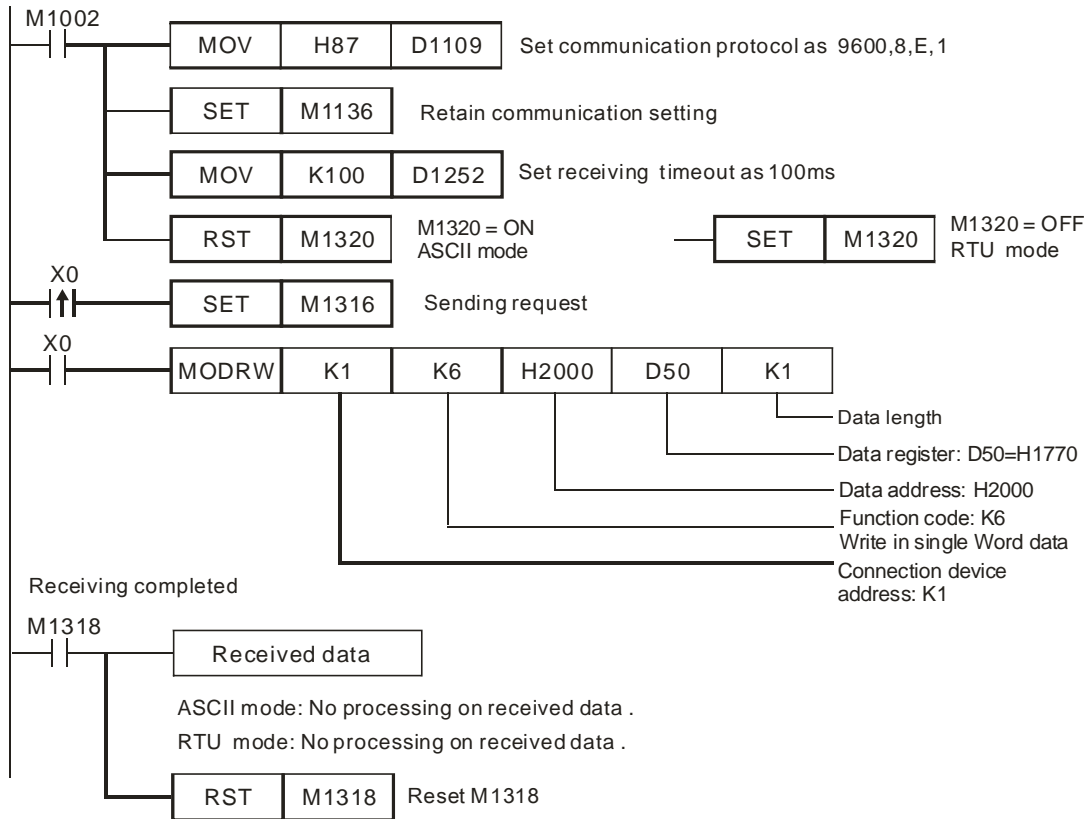 M1002
MOV H87 D1109 Set communication protocol as 9600,8,E,1
SET M1136 Retain communication setting
MOV K100 D1252 Set receiving timeout as 100ms
RST M1320 M1320 = ON
ASCII mode
SET M1320 M1320 = OFF
RTU mode
X0
SET M1316 Sending request
X0
MODRW K1 K6 H2000 D50 K1
Data length
Data register: D50=H1770
Data address: H2000
Function code: K6
Write in single Word data
Connection device
address: K1
Receiving completed
M1318
Received data
ASCII mode: No processing on received data .
RTU mode: No processing on received data .
RST M1318 Reset M1318